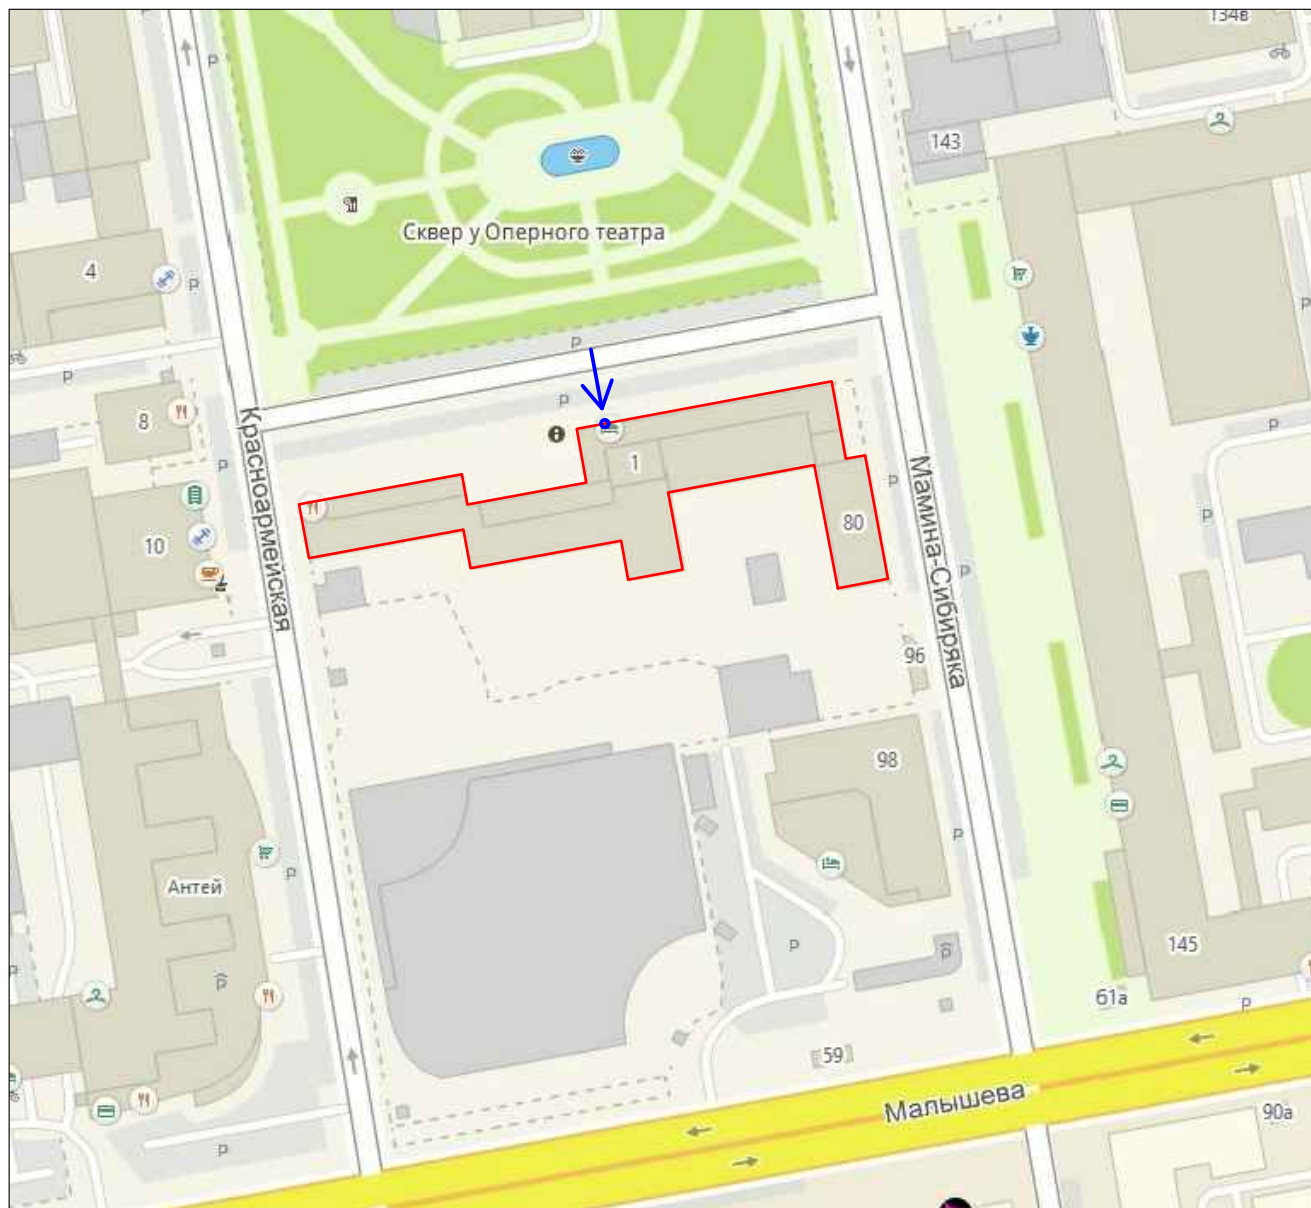 134в
P
143
Сквер у Оперного театра
4
P
P
P
P
8
P
Красноармейская
1
P
P
Мамина-Сибиряка
80
P
10
P
P
96
98
Антей
P
P
P
P
145
61а
P
59
Малышева
90а
P